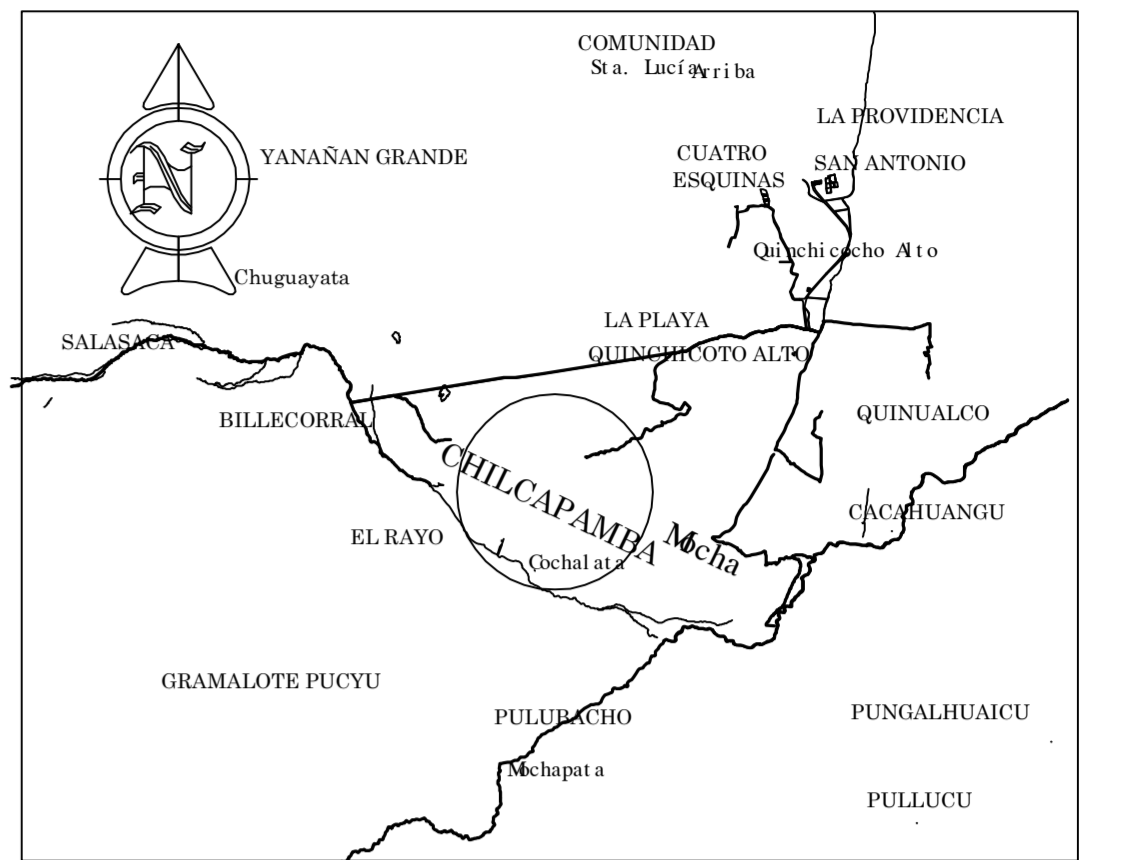 COMUNIDAD
Sta. Lucía Arriba
LA PROVIDENCIA
CUATRO
ESQUINAS
SAN ANTONIO
YANAÑAN GRANDE
N
Quinchicocho Alto
Chuguayata
LA PLAYA
SALASACA
QUINCHICOTO ALTO
BILLECORRAL
QUINUALCO
CHILCAPAMBA
Mocha
CACAHUANGU
EL RAYO
Cochalata
GRAMALOTE PUCYU
PULUBACHO
PUNGALHUAICU
Mochapata
PULLUCU